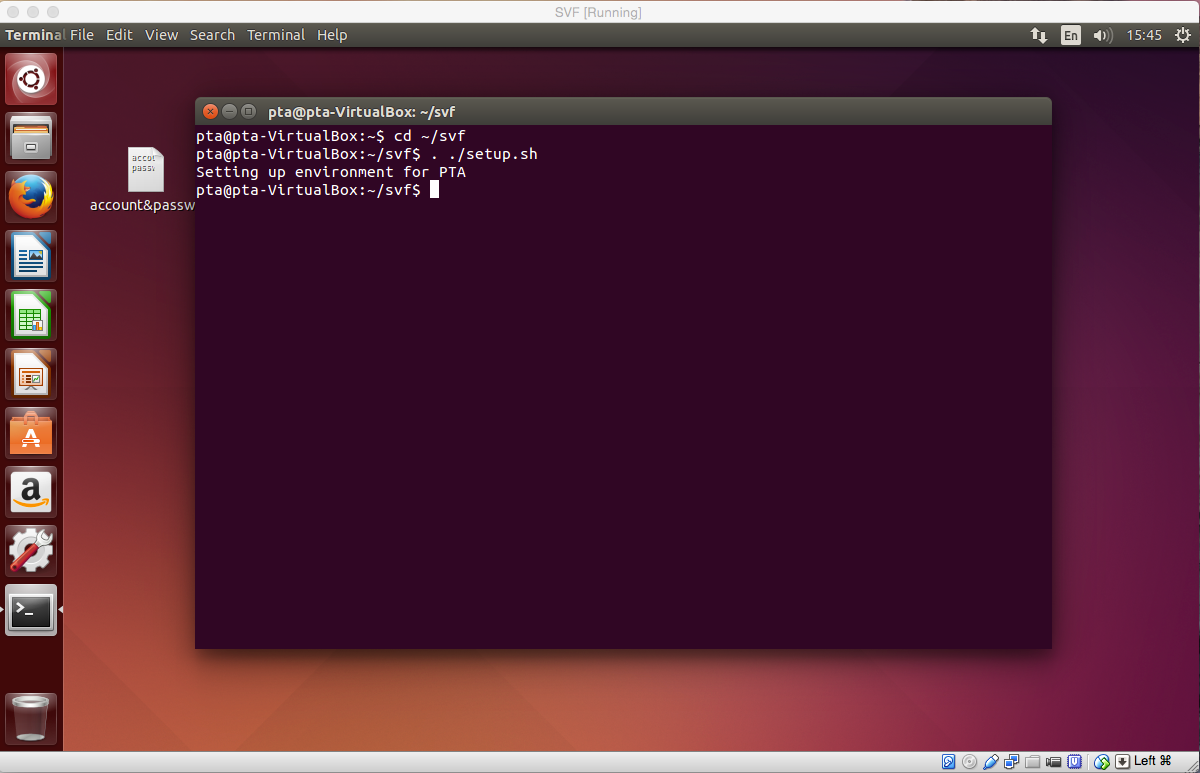 SVF [Running]
Terminal File Edit View Search Terminal Help En 15:45
pta@pta-VirtualBox: ~/svf
pta@pta-VirtualBox:~$ cd ~/svf
pta@pta-VirtualBox:~/svf$ . ./setup.sh
Setting up environment for PTA
pta@pta-VirtualBox:~/svf$
account&passw
Left ⌘